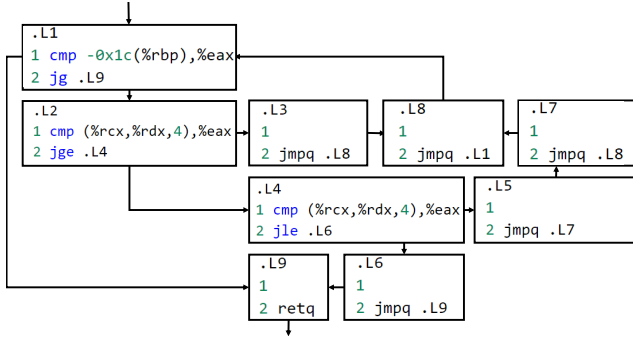 .L1
1 cmp -0x1c(%rbp),%eax
2 jg .L9
.L2
1 cmp (%rcx,%rdx,4),%eax
2 jge .L4
.L3
1
2 jmpq .L8
.L8
1
2 jmpq .L1
.L7
1
2 jmpq .L8
.L4
1 cmp (%rcx,%rdx,4),%eax
2 jle .L6
.L5
1
2 jmpq .L7
.L9
1
2 retq
.L6
1
2 jmpq .L9